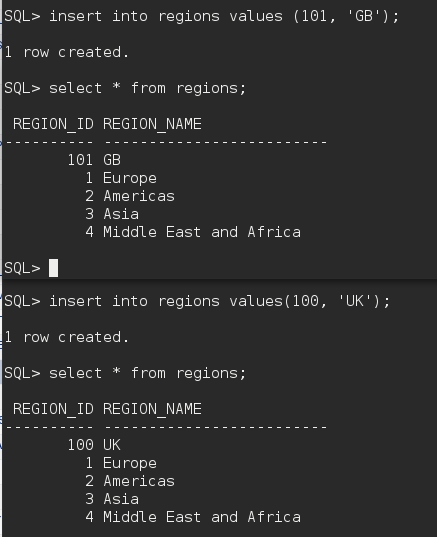 SQL> insert into regions values (101, 'GB');
1 row created.
SQL> select * from regions;
REGION_ID REGION_NAME
---------- -------------------------
101 GB
1 Europe
2 Americas
3 Asia
4 Middle East and Africa
SQL>
SQL> insert into regions values(100, 'UK');
1 row created.
SQL> select * from regions;
REGION_ID REGION_NAME
---------- -------------------------
100 UK
1 Europe
2 Americas
3 Asia
4 Middle East and Africa